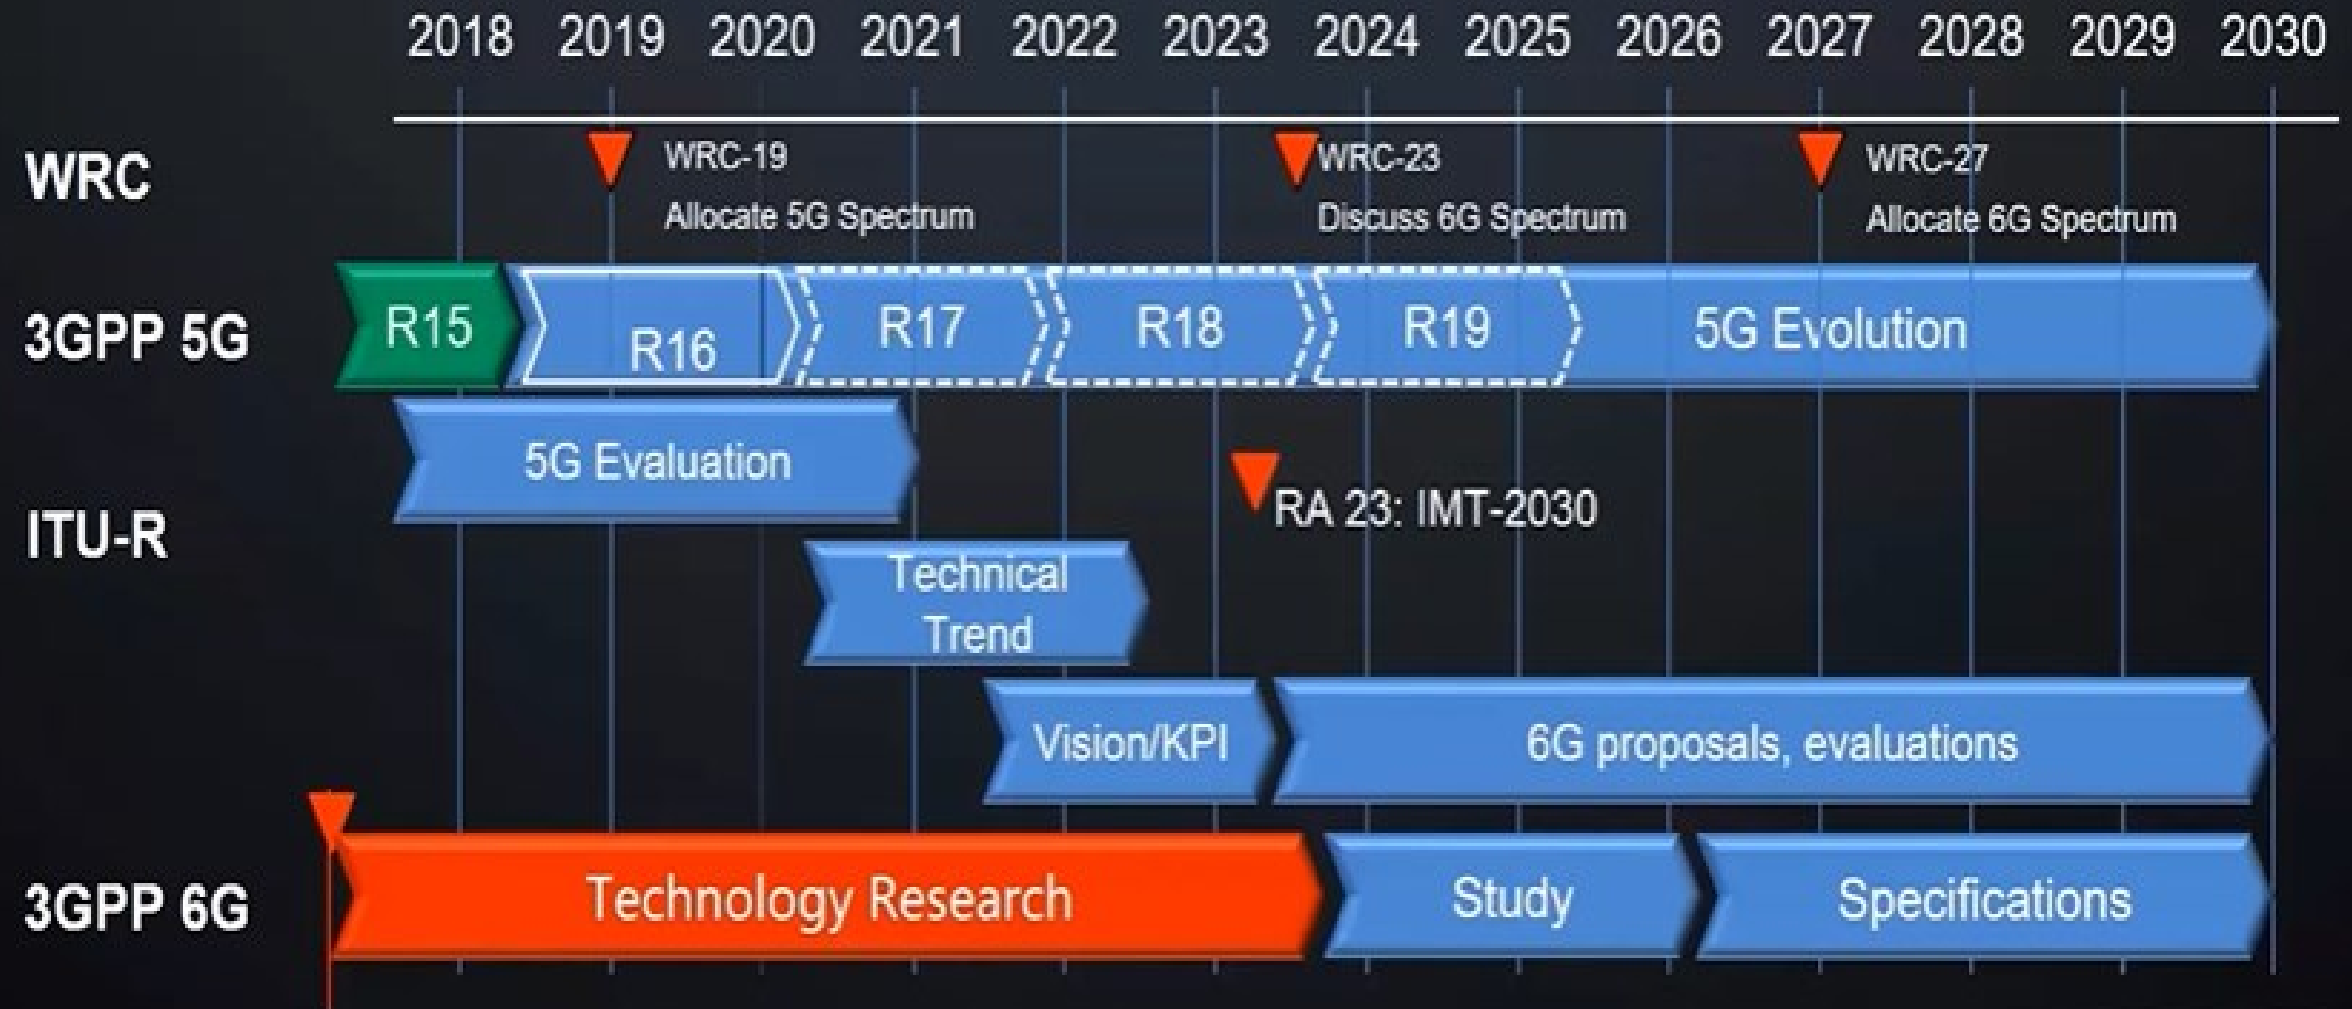 2018 2019 2020 2021 2022 2023 2024 2025 2026 2027 2028 2029 2030
WRC
WRC-19
Allocate 5G Spectrum
WRC-23
Discuss 6G Spectrum
WRC-27
Allocate 6G Spectrum
3GPP 5G
R15
R16
R17
R18
R19
5G Evolution
ITU-R
5G Evaluation
RA 23: IMT-2030
Technical
Trend
Vision/KPI
6G proposals, evaluations
3GPP 6G
Technology Research
Study
Specifications